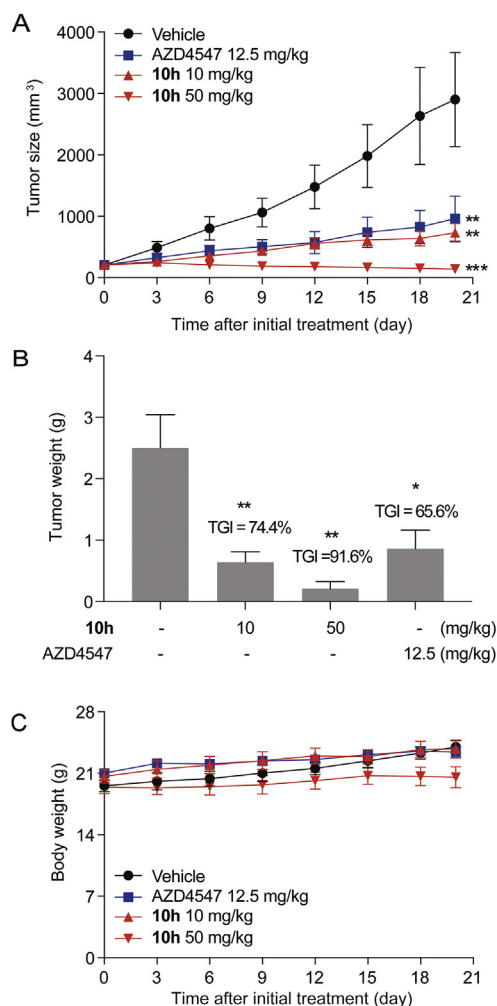 A
Vehicle
AZD4547 12.5 mg/kg
10h 10 mg/kg
10h 50 mg/kg
Tumor size (mm³)
4000
3000
2000
1000
0
**
**
***
0 3 6 9 12 15 18 21
Time after initial treatment (day)
B
Tumor weight (g)
4
3
2
1
0
**
TGI = 74.4%
**
TGI =91.6%
*
TGI = 65.6%
10h - 10 50 - (mg/kg)
AZD4547 - - - 12.5 (mg/kg)
C
Body weight (g)
28
21
14
7
0
Vehicle
AZD4547 12.5 mg/kg
10h 10 mg/kg
10h 50 mg/kg
0 3 6 9 12 15 18 21
Time after initial treatment (day)